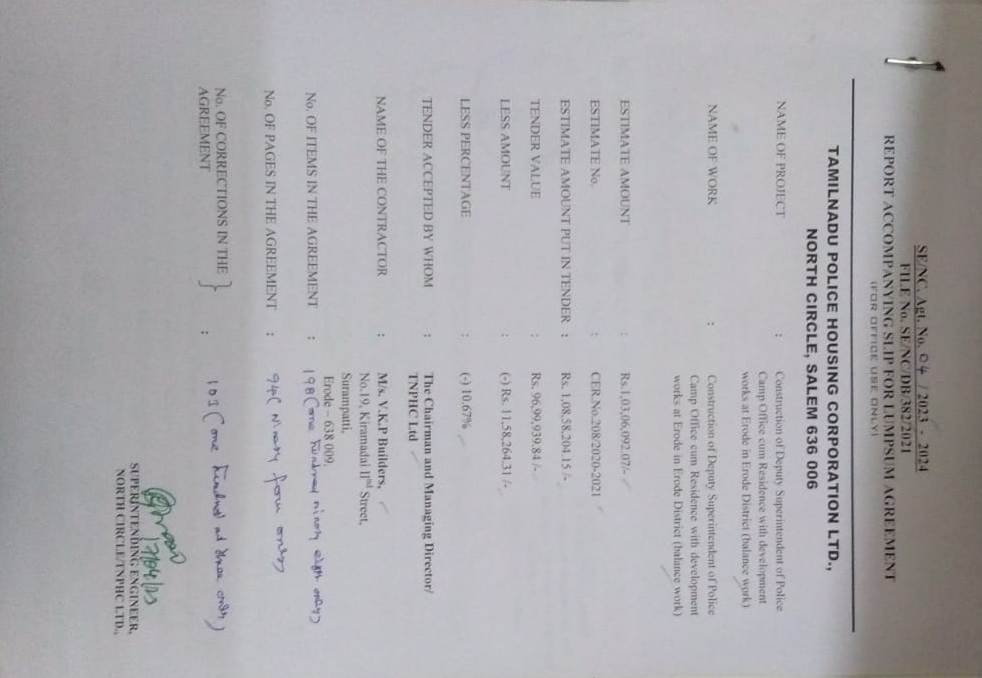 SE/NC. Agt. No. 04 / 2023 - 2024
FILE No. SE/NC/DB/382/2021
REPORT ACCOMPANYING SLIP FOR LUMPSUM AGREEMENT
(FOR OFFICE USE ONLY)
TAMILNADU POLICE HOUSING CORPORATION LTD.,
NORTH CIRCLE, SALEM 636 006
NAME OF PROJECT : Construction of Deputy Superintendent of Police
Camp Office cum Residence with development
works at Erode in Erode District (balance work)
NAME OF WORK : Construction of Deputy Superintendent of Police
Camp Office cum Residence with development
works at Erode in Erode District (balance work)
ESTIMATE AMOUNT : Rs.1,03,06,092.07/-
ESTIMATE No. : CER.No.208/2020-2021
ESTIMATE AMOUNT PUT IN TENDER : Rs. 1,08,58,204.15 /-
TENDER VALUE : Rs. 96,99,939.84 /-
LESS AMOUNT : (-) Rs. 11,58,264.31 /-
LESS PERCENTAGE : (-) 10.67%
TENDER ACCEPTED BY WHOM : The Chairman and Managing Director/
TNPHC Ltd
NAME OF THE CONTRACTOR : M/s. V.K.P Builders,
No.19, Kiramadai IInd Street,
Surampatti,
Erode – 638 009.
No. OF ITEMS IN THE AGREEMENT : 198 (one hundred ninety eight only)
No. OF PAGES IN THE AGREEMENT : 94 (Ninety four only)
No. OF CORRECTIONS IN THE } : 103 (one hundred and three only)
AGREEMENT
17/04/23
SUPERINTENDING ENGINEER,
NORTH CIRCLE/TNPHC LTD.,